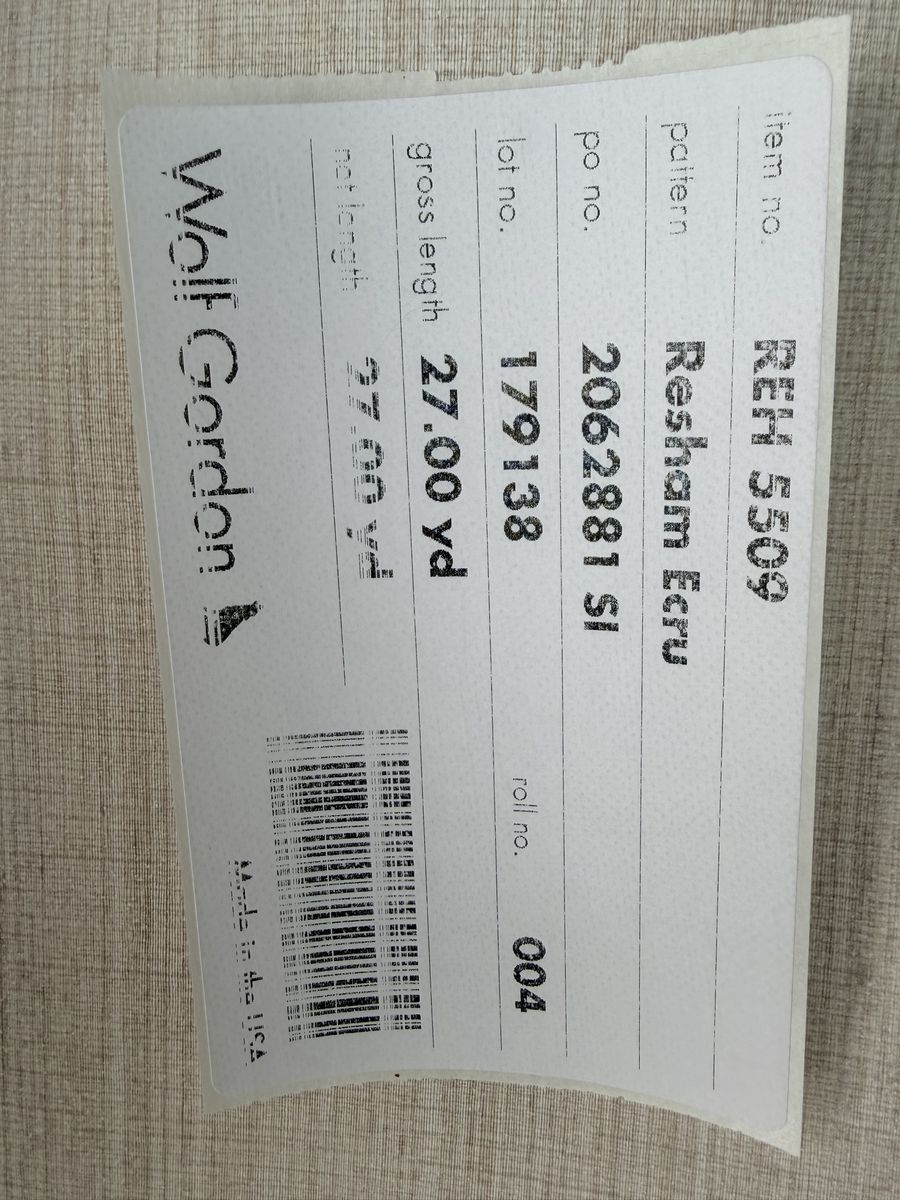 item no. REH 5509
pattern Resham Ecru
po no. 2062881 SI
lot no. 179138 roll no. 004
gross length 27.00 yd
net length 27.00 yd
Wolf Gordon
Made in the USA